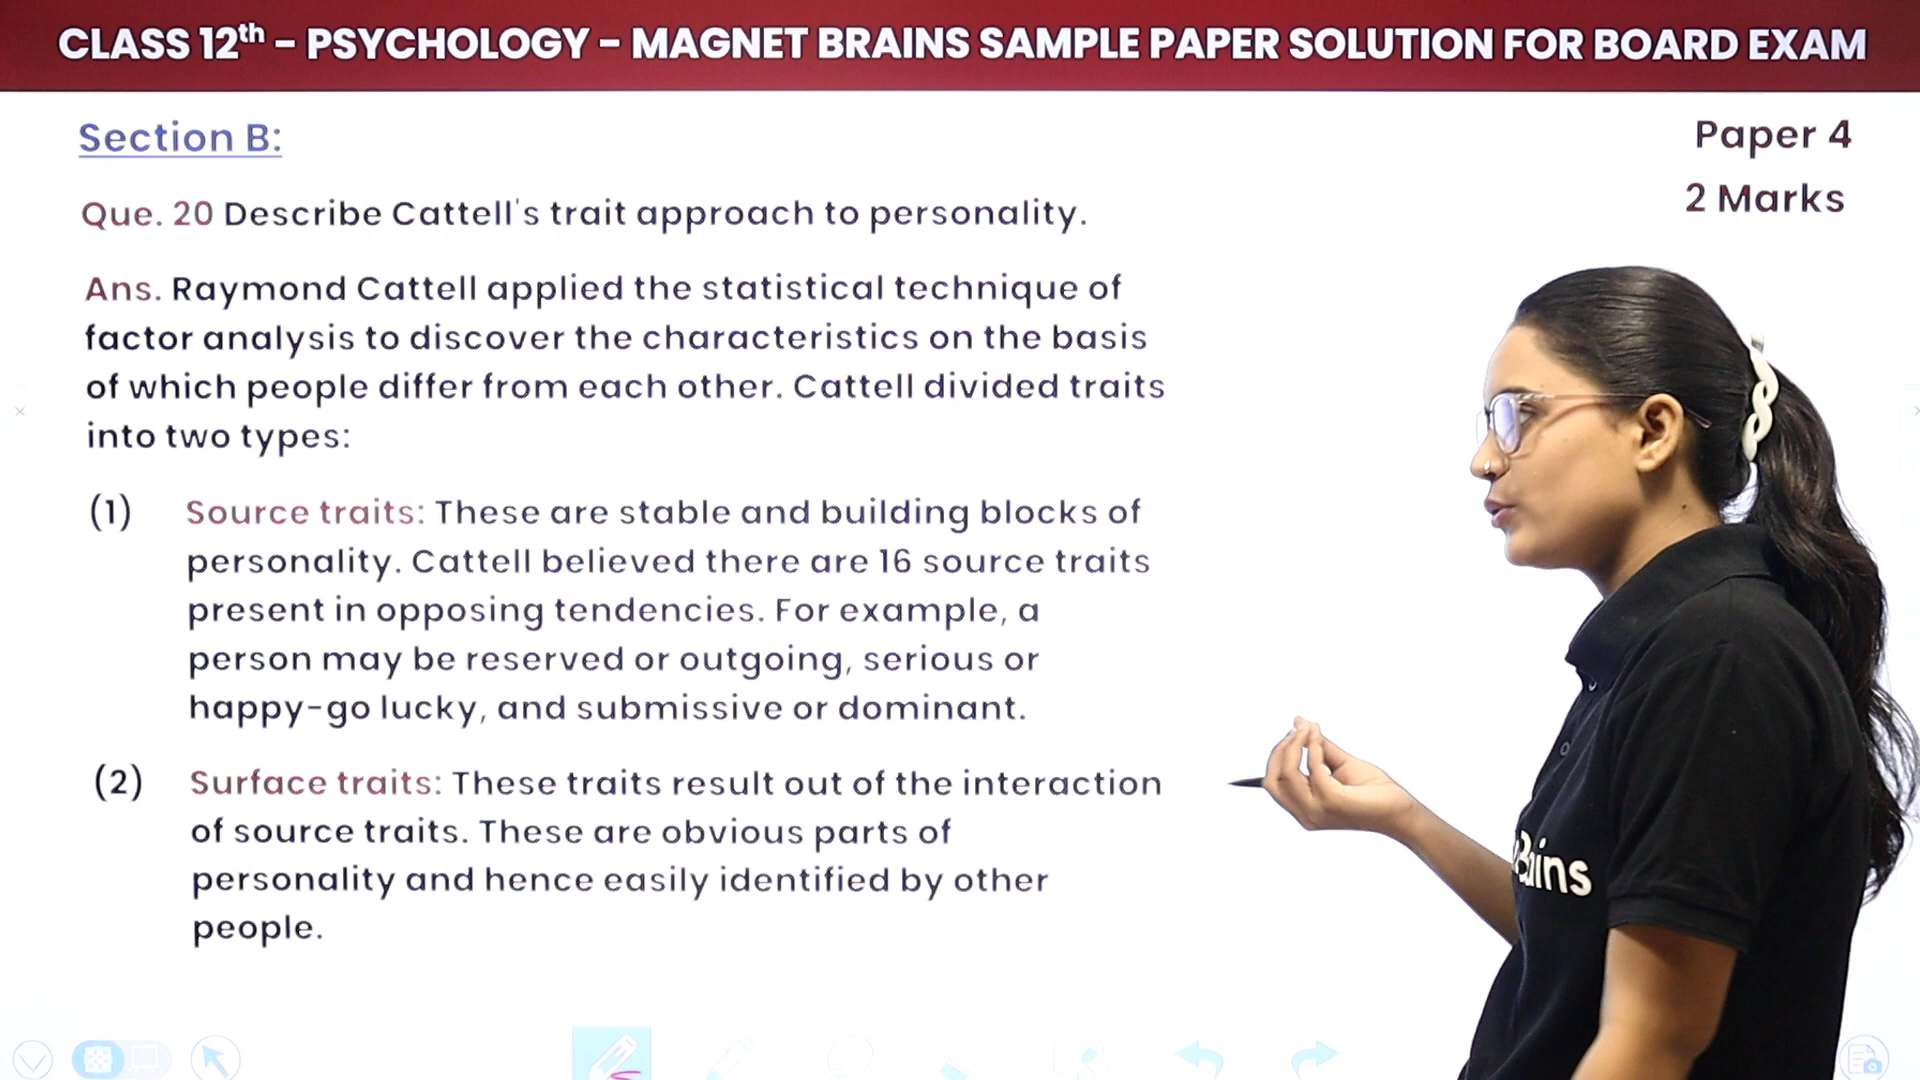 CLASS 12th – PSYCHOLOGY – MAGNET BRAINS SAMPLE PAPER SOLUTION FOR BOARD EXAM
Section B:
Paper 4
2 Marks
Que. 20 Describe Cattell's trait approach to personality.
Ans. Raymond Cattell applied the statistical technique of
factor analysis to discover the characteristics on the basis
of which people differ from each other. Cattell divided traits
into two types:
(1) Source traits: These are stable and building blocks of
personality. Cattell believed there are 16 source traits
present in opposing tendencies. For example, a
person may be reserved or outgoing, serious or
happy-go lucky, and submissive or dominant.
(2) Surface traits: These traits result out of the interaction
of source traits. These are obvious parts of
personality and hence easily identified by other
people.